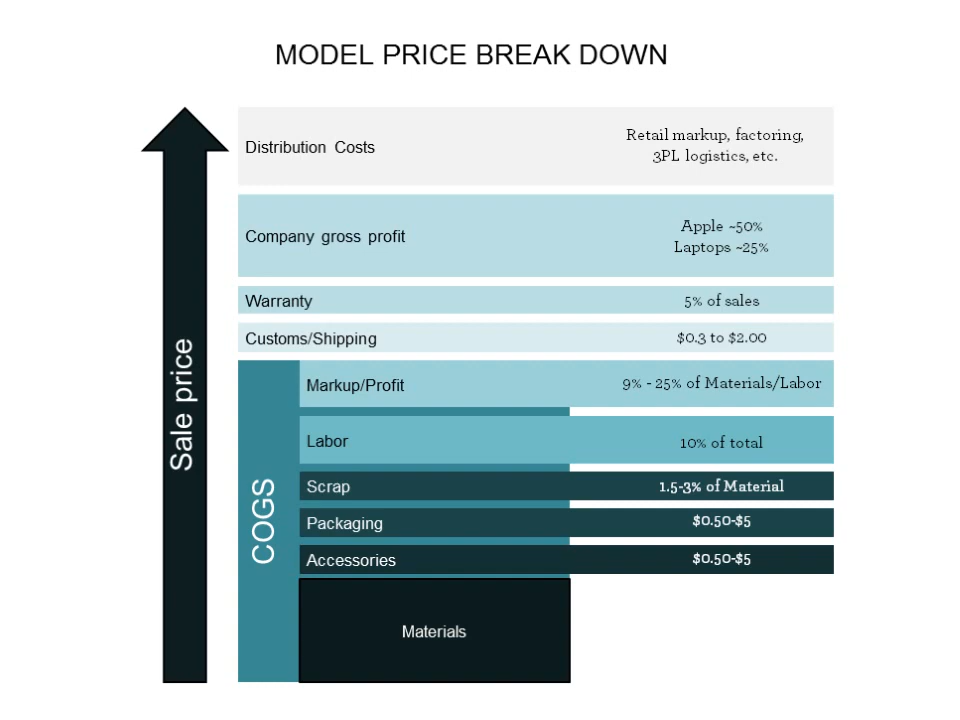 MODEL PRICE BREAK DOWN
Sale price
Distribution Costs
Retail markup, factoring,
3PL logistics, etc.
Company gross profit
Apple ~50%
Laptops ~25%
Warranty
5% of sales
Customs/Shipping
$0.3 to $2.00
COGS
Markup/Profit
9% - 25% of Materials/Labor
Labor
10% of total
Scrap
1.5-3% of Material
Packaging
$0.50-$5
Accessories
$0.50-$5
Materials